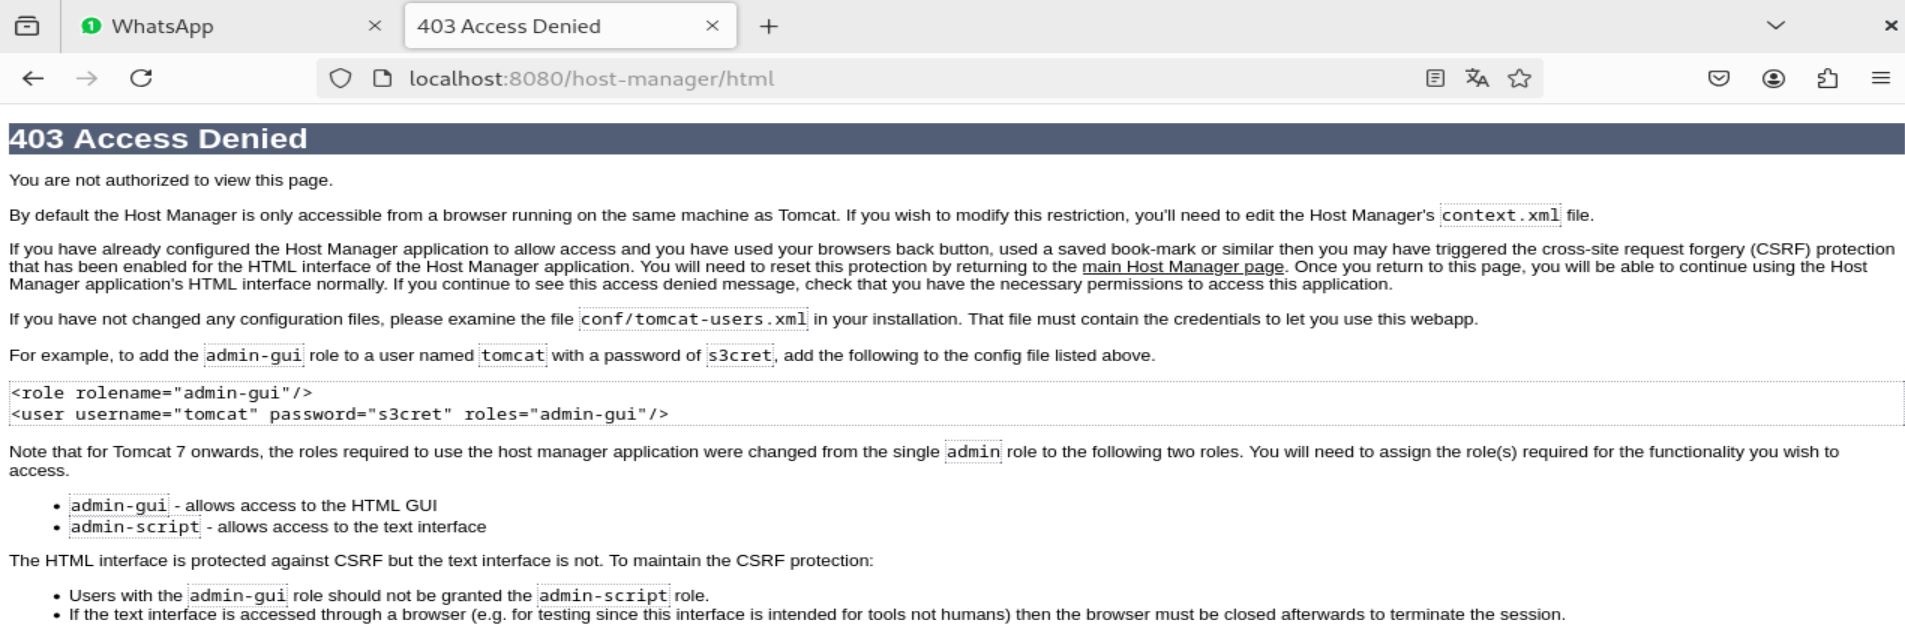 1 WhatsApp
403 Access Denied
localhost:8080/host-manager/html
403 Access Denied
You are not authorized to view this page.
By default the Host Manager is only accessible from a browser running on the same machine as Tomcat. If you wish to modify this restriction, you'll need to edit the Host Manager's context.xml file.
If you have already configured the Host Manager application to allow access and you have used your browsers back button, used a saved book-mark or similar then you may have triggered the cross-site request forgery (CSRF) protection
that has been enabled for the HTML interface of the Host Manager application. You will need to reset this protection by returning to the main Host Manager page. Once you return to this page, you will be able to continue using the Host
Manager application's HTML interface normally. If you continue to see this access denied message, check that you have the necessary permissions to access this application.
If you have not changed any configuration files, please examine the file conf/tomcat-users.xml in your installation. That file must contain the credentials to let you use this webapp.
For example, to add the admin-gui role to a user named tomcat with a password of s3cret, add the following to the config file listed above.
<role rolename="admin-gui"/>
<user username="tomcat" password="s3cret" roles="admin-gui"/>
Note that for Tomcat 7 onwards, the roles required to use the host manager application were changed from the single admin role to the following two roles. You will need to assign the role(s) required for the functionality you wish to
access.
• admin-gui - allows access to the HTML GUI
• admin-script - allows access to the text interface
The HTML interface is protected against CSRF but the text interface is not. To maintain the CSRF protection:
• Users with the admin-gui role should not be granted the admin-script role.
• If the text interface is accessed through a browser (e.g. for testing since this interface is intended for tools not humans) then the browser must be closed afterwards to terminate the session.